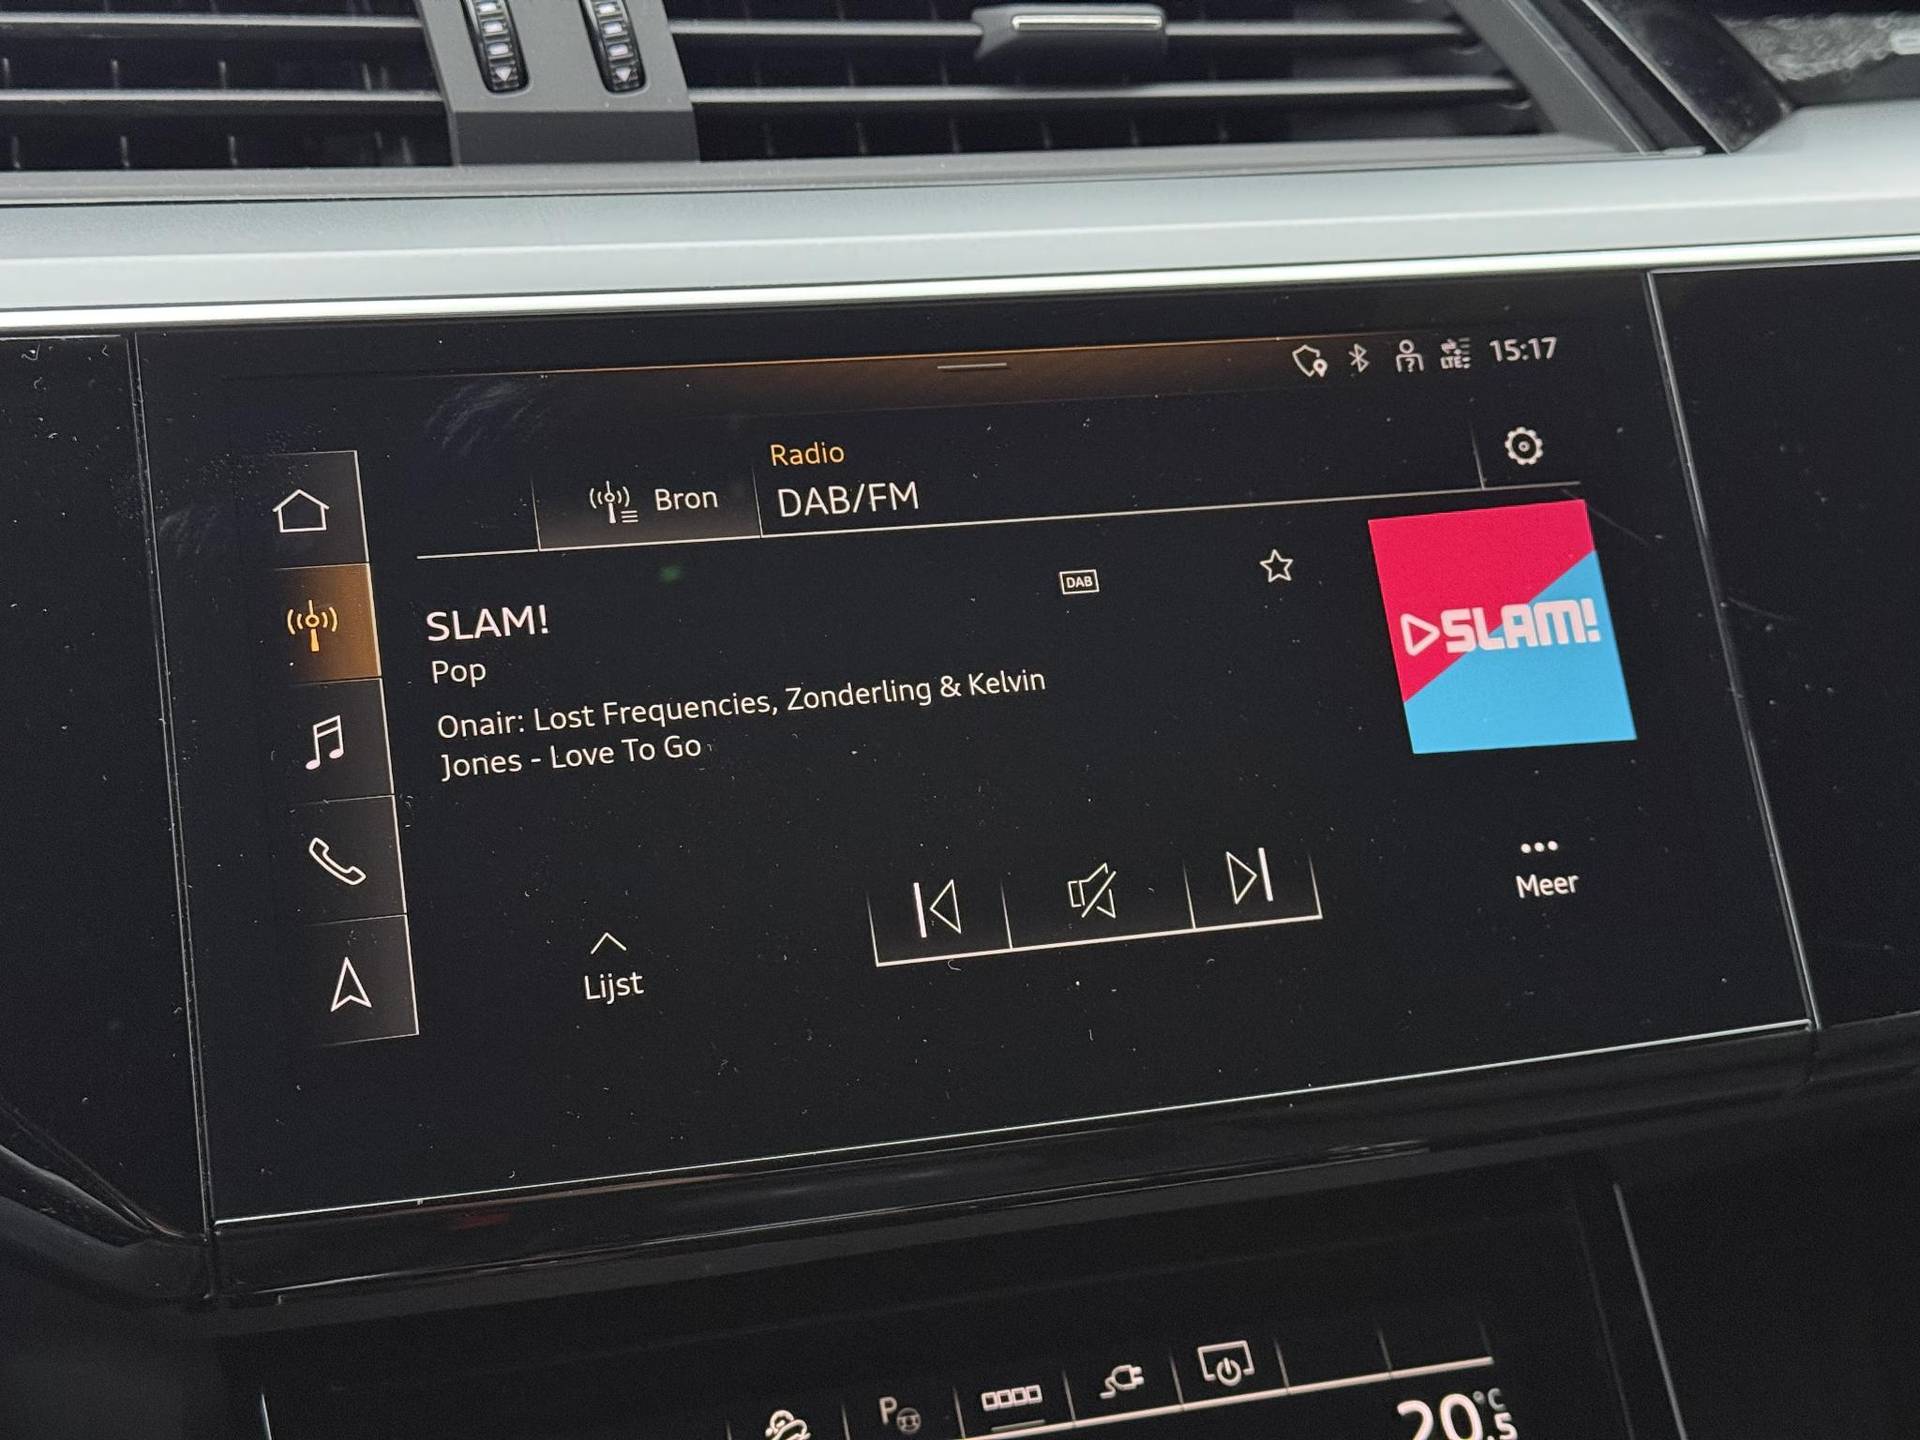 15:17
LTE
Radio
Bron
DAB/FM
DAB
SLAM!
Pop
Onair: Lost Frequencies, Zonderling & Kelvin
Jones - Love To Go
SLAM!
Meer
Lijst
P
20.5 °C